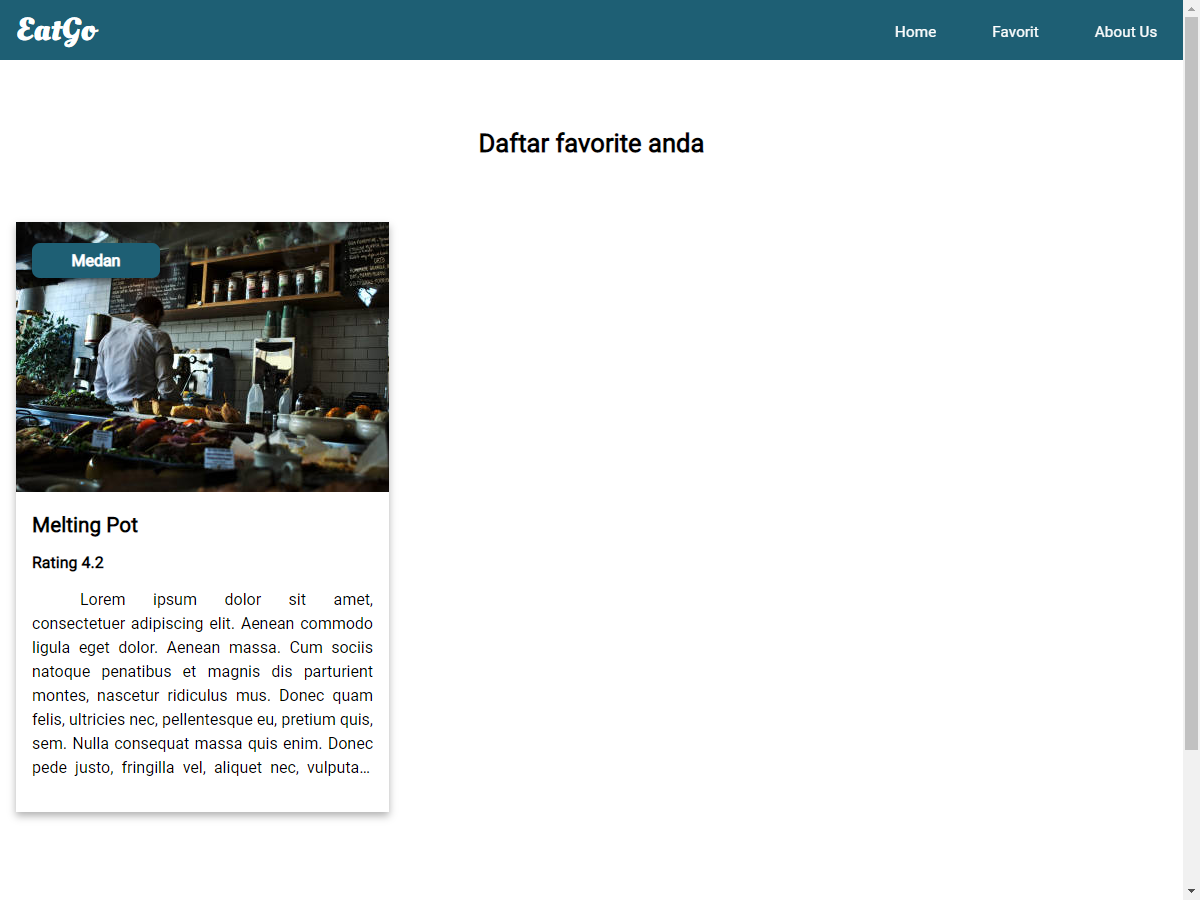 EatGo
Home
Favorit
About Us
Daftar favorite anda
Medan
Melting Pot
Rating 4.2
Lorem ipsum dolor sit amet,
consectetuer adipiscing elit. Aenean commodo
ligula eget dolor. Aenean massa. Cum sociis
natoque penatibus et magnis dis parturient
montes, nascetur ridiculus mus. Donec quam
felis, ultricies nec, pellentesque eu, pretium quis,
sem. Nulla consequat massa quis enim. Donec
pede justo, fringilla vel, aliquet nec, vulputa...